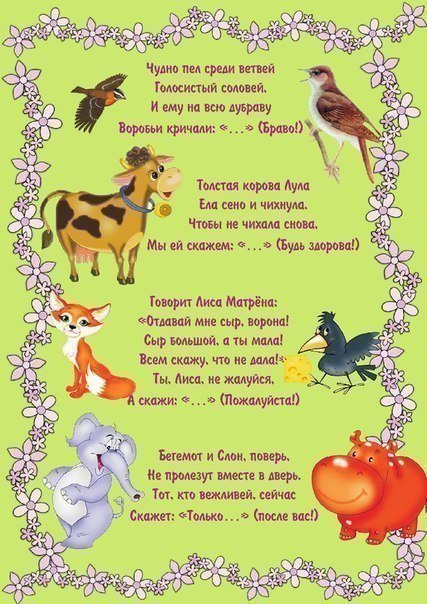 Чудно пел среди ветвей
Голосистый соловей,
И ему на всю дубраву
Воробьи кричали: «...» (Браво!)
Толстая корова Лула
Ела сено и чихнула.
Чтобы не чихала снова,
Мы ей скажем: «...» (Будь здорова!)
Говорит Лиса Матрёна:
«Отдавай мне сыр, ворона!
Сыр большой, а ты мала!
Всем скажу, что не дала!»
Ты, Лиса, не жалуйся,
А скажи: «...» (Пожалуйста!)
Бегемот и Слон, поверь,
Не пролезут вместе в дверь.
Тот, кто вежливей, сейчас
Скажет: «Только...» (после вас!)